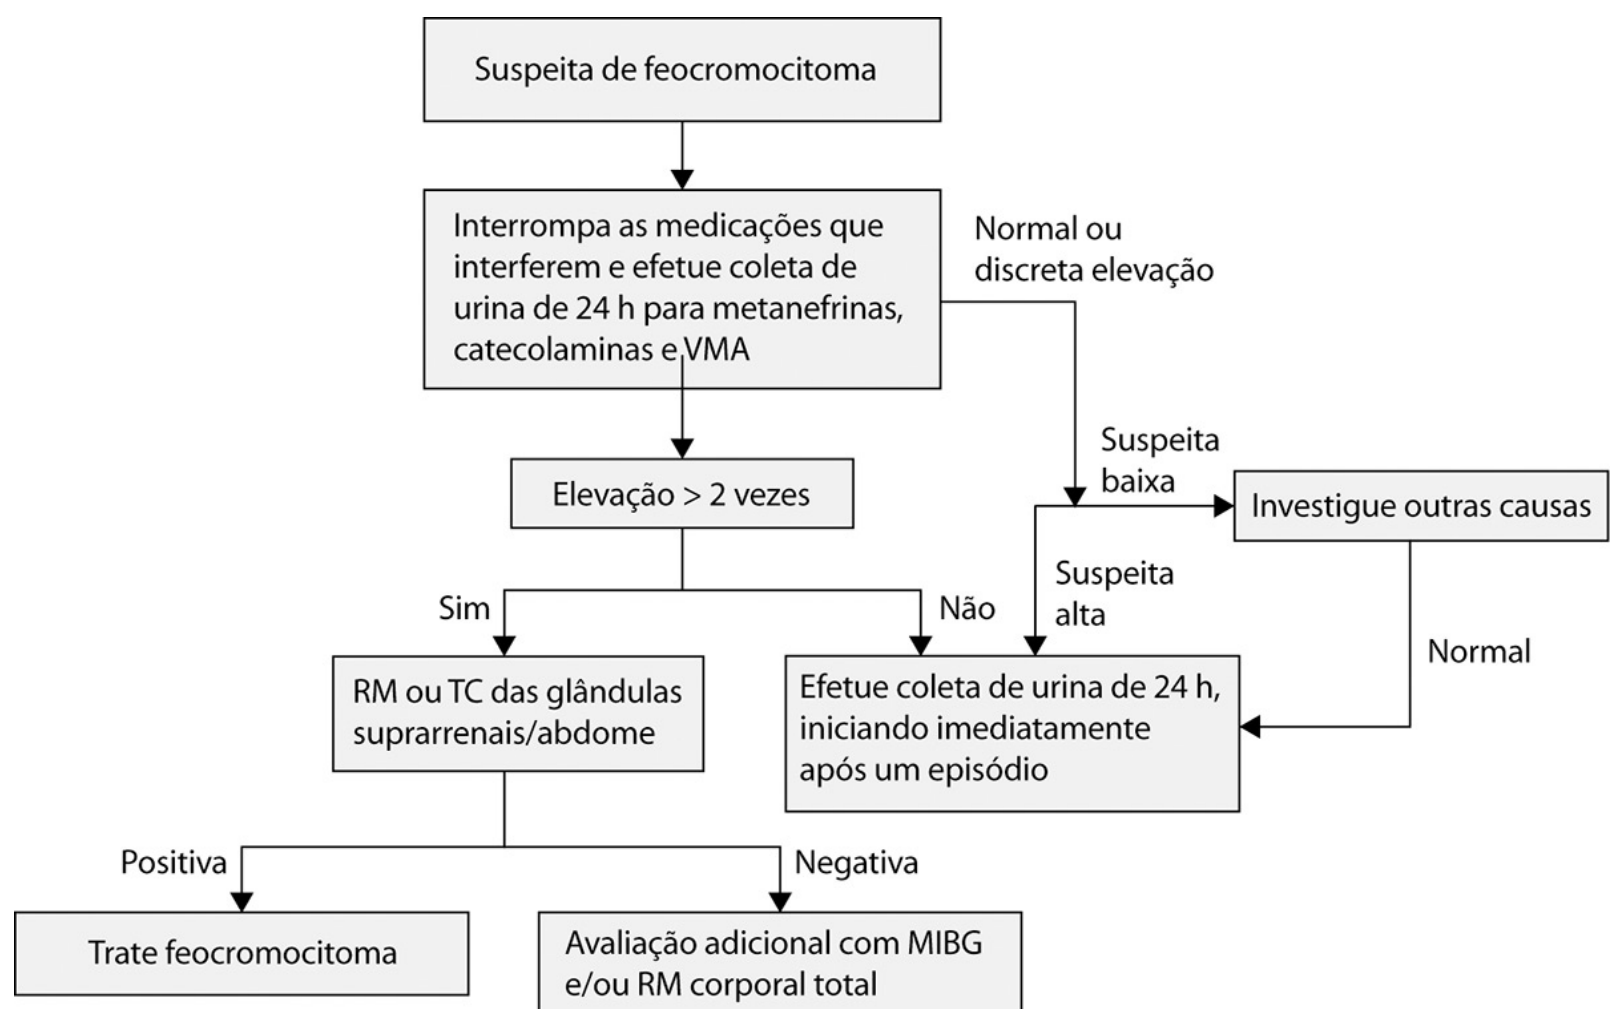 Suspeita de feocromocitoma
Interrompa as medicações que
interferem e efetue coleta de
urina de 24 h para metanefrinas,
catecolaminas e VMA
Normal ou
discreta elevação
Elevação > 2 vezes
Suspeita
baixa
Investigue outras causas
Suspeita
alta
Sim
Não
Normal
RM ou TC das glândulas
suprarrenais/abdome
Efetue coleta de urina de 24 h,
iniciando imediatamente
após um episódio
Positiva
Negativa
Trate feocromocitoma
Avaliação adicional com MIBG
e/ou RM corporal total